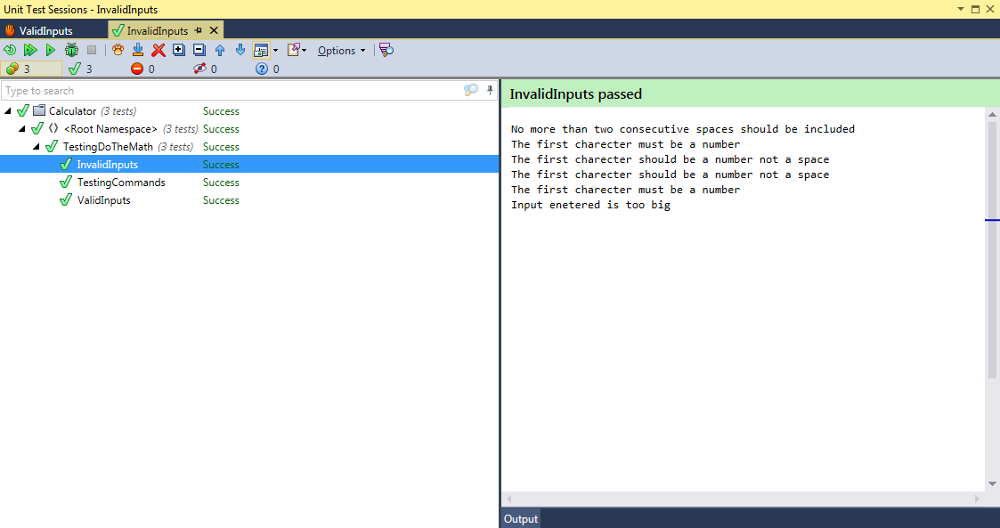 Unit Test Sessions - InvalidInputs
ValidInputs
InvalidInputs
Options
3
3
0
0
0
Type to search
Calculator (3 tests) Success
<Root Namespace> (3 tests) Success
TestingDoTheMath (3 tests) Success
InvalidInputs Success
TestingCommands Success
ValidInputs Success
InvalidInputs passed
No more than two consecutive spaces should be included
The first charecter must be a number
The first charecter should be a number not a space
The first charecter should be a number not a space
The first charecter must be a number
Input enetered is too big
Output